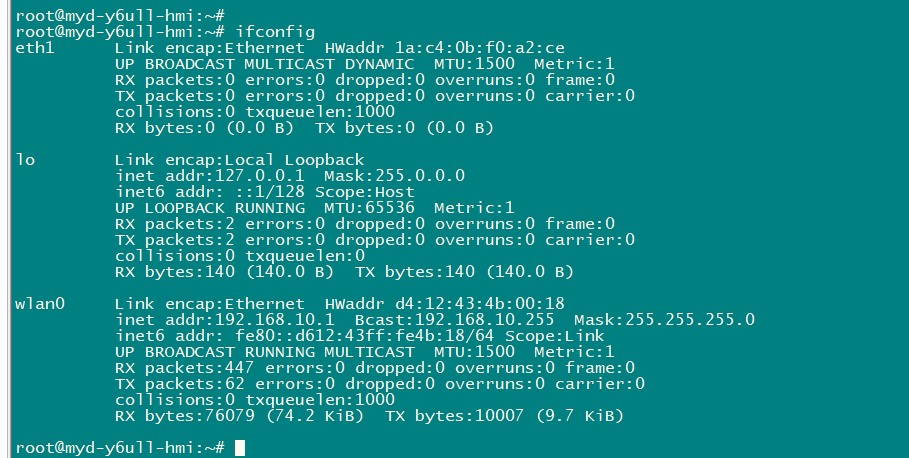 root@myd-y6ull-hmi:~#
root@myd-y6ull-hmi:~# ifconfig
eth1      Link encap:Ethernet  HWaddr 1a:c4:0b:f0:a2:ce
          UP BROADCAST MULTICAST DYNAMIC  MTU:1500  Metric:1
          RX packets:0 errors:0 dropped:0 overruns:0 frame:0
          TX packets:0 errors:0 dropped:0 overruns:0 carrier:0
          collisions:0 txqueuelen:1000
          RX bytes:0 (0.0 B)  TX bytes:0 (0.0 B)

lo        Link encap:Local Loopback
          inet addr:127.0.0.1  Mask:255.0.0.0
          inet6 addr: ::1/128 Scope:Host
          UP LOOPBACK RUNNING  MTU:65536  Metric:1
          RX packets:2 errors:0 dropped:0 overruns:0 frame:0
          TX packets:2 errors:0 dropped:0 overruns:0 carrier:0
          collisions:0 txqueuelen:0
          RX bytes:140 (140.0 B)  TX bytes:140 (140.0 B)

wlan0     Link encap:Ethernet  HWaddr d4:12:43:4b:00:18
          inet addr:192.168.10.1  Bcast:192.168.10.255  Mask:255.255.255.0
          inet6 addr: fe80::d612:43ff:fe4b:18/64 Scope:Link
          UP BROADCAST RUNNING MULTICAST  MTU:1500  Metric:1
          RX packets:447 errors:0 dropped:0 overruns:0 frame:0
          TX packets:62 errors:0 dropped:0 overruns:0 carrier:0
          collisions:0 txqueuelen:1000
          RX bytes:76079 (74.2 KiB)  TX bytes:10007 (9.7 KiB)

root@myd-y6ull-hmi:~#